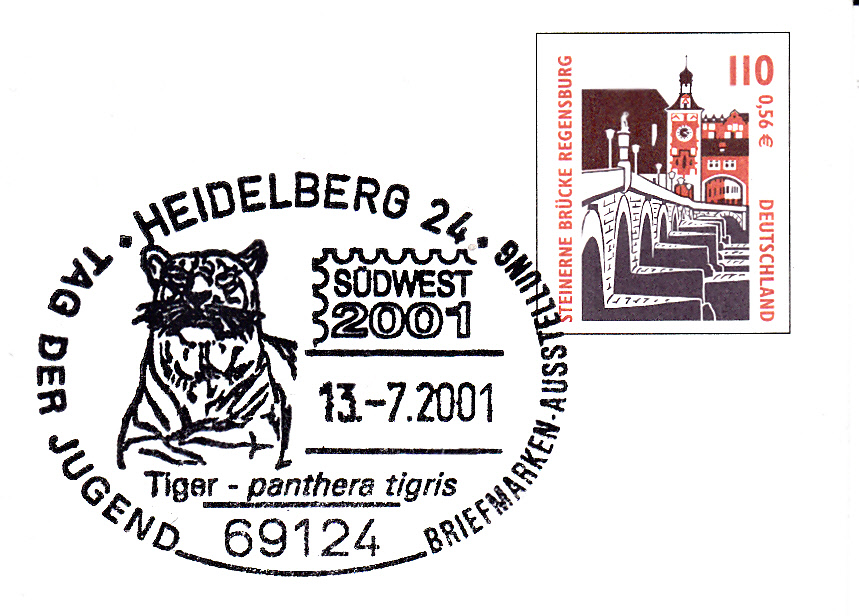 110
0,56 €
STEINERNE BRÜCKE REGENSBURG
DEUTSCHLAND
TAG DER JUGEND
HEIDELBERG 24
BRIEFMARKEN-AUSSTELLUNG
SÜDWEST
2001
13.-7.2001
Tiger - panthera tigris
69124